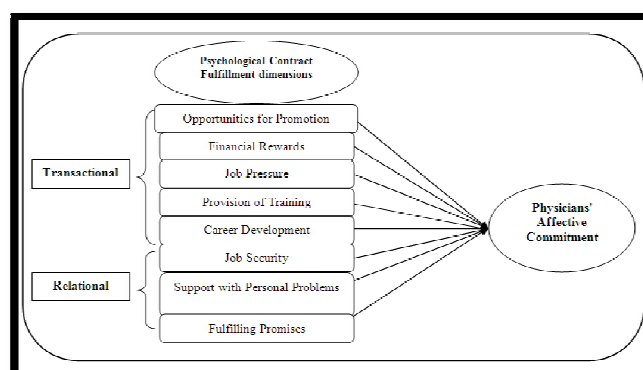 Psychological Contract
Fulfillment dimensions
Opportunities for Promotion
Financial Rewards
Transactional
Job Pressure
Provision of Training
Career Development
Physicians'
Affective
Commitment
Job Security
Relational
Support with Personal Problems
Fulfilling Promises